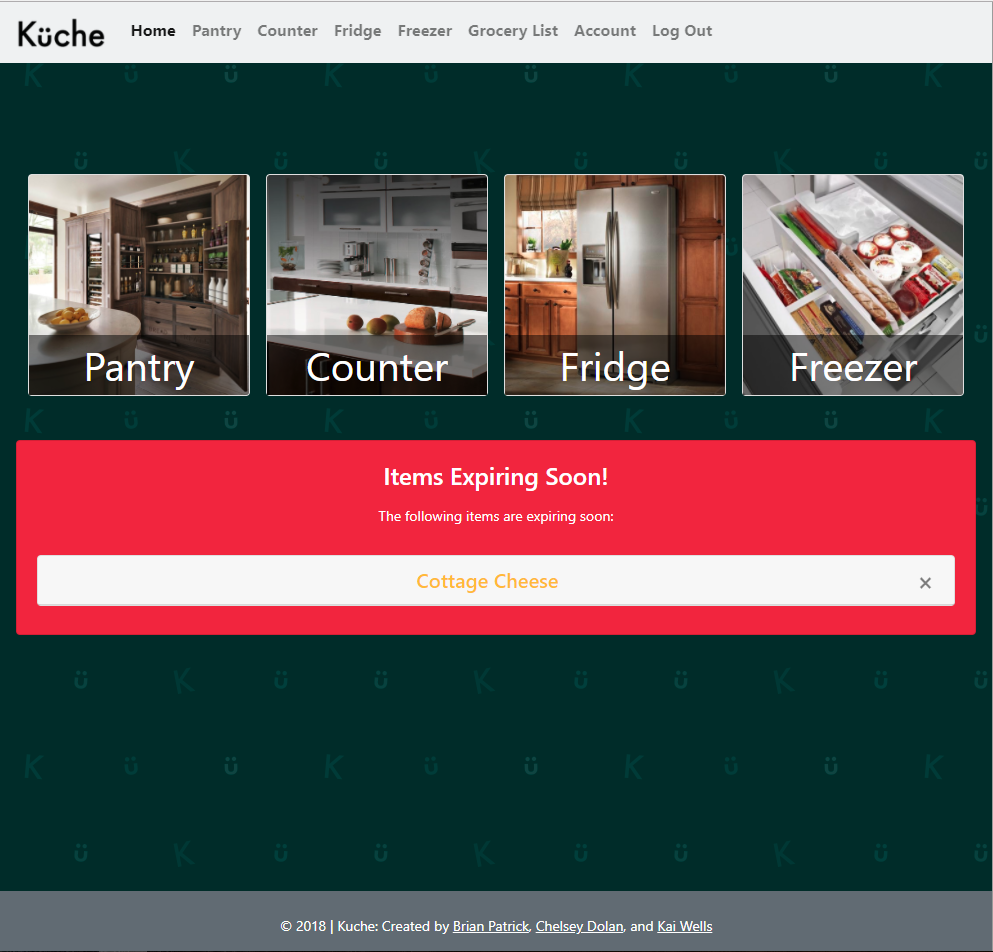 Küche Home Pantry Counter Fridge Freezer Grocery List Account Log Out
Pantry Counter Fridge Freezer
Items Expiring Soon!
The following items are expiring soon:
Cottage Cheese ×
© 2018 | Kuche: Created by Brian Patrick, Chelsey Dolan, and Kai Wells